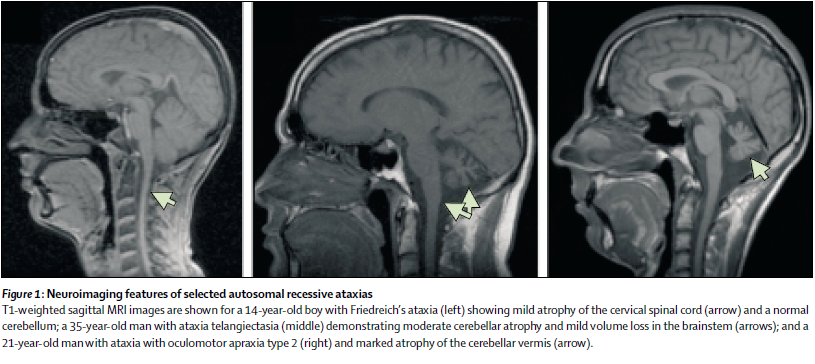 Figure 1: Neuroimaging features of selected autosomal recessive ataxias
T1-weighted sagittal MRI images are shown for a 14-year-old boy with Friedreich's ataxia (left) showing mild atrophy of the cervical spinal cord (arrow) and a normal
cerebellum; a 35-year-old man with ataxia telangiectasia (middle) demonstrating moderate cerebellar atrophy and mild volume loss in the brainstem (arrows); and a
21-year-old man with ataxia with oculomotor apraxia type 2 (right) and marked atrophy of the cerebellar vermis (arrow).